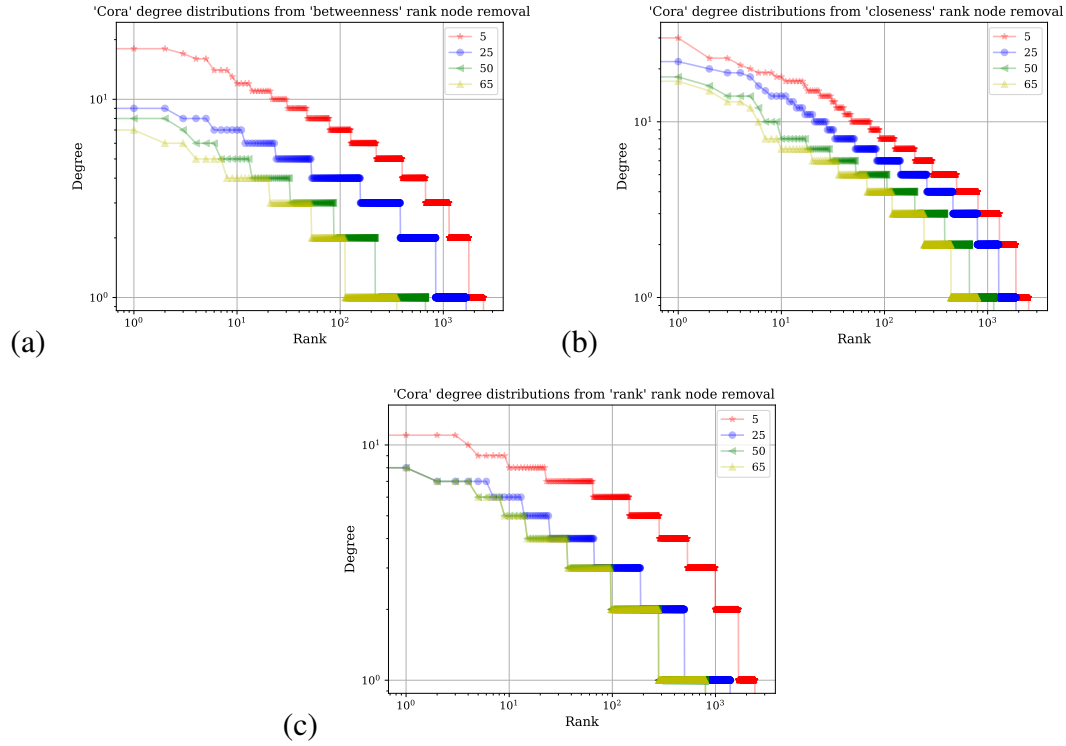 'Cora' degree distributions from 'betweenness' rank node removal
5
25
50
65
Degree
10^1
10^0
10^0 10^1 10^2 10^3
Rank
(a)
'Cora' degree distributions from 'closeness' rank node removal
5
25
50
65
Degree
10^1
10^0
10^0 10^1 10^2 10^3
Rank
(b)
'Cora' degree distributions from 'rank' rank node removal
5
25
50
65
Degree
10^1
10^0
10^0 10^1 10^2 10^3
Rank
(c)